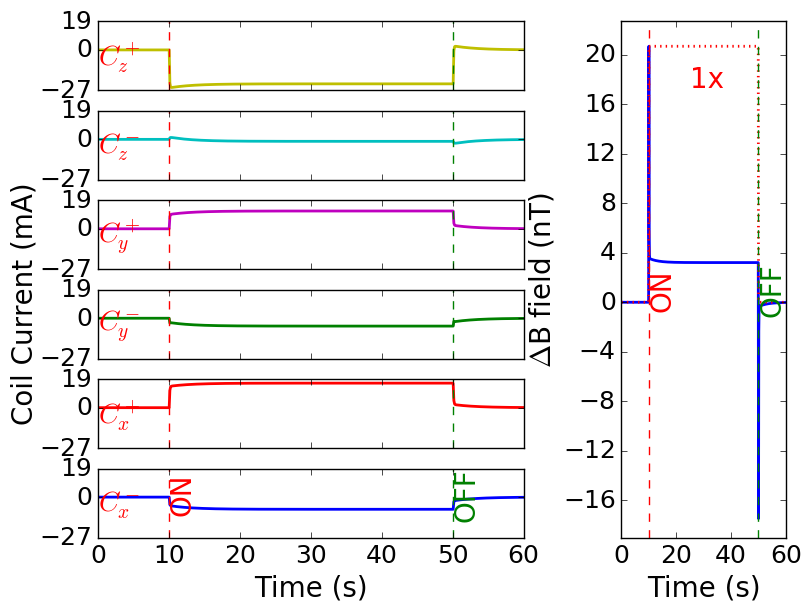 19
0
−27
C_z^+
19
0
−27
C_z^−
19
0
−27
C_y^+
19
0
−27
C_y^−
19
0
−27
C_x^+
19
0
−27
C_x^−
ON
OFF
0 10 20 30 40 50 60
Time (s)
Coil Current (mA)
ΔB field (nT)
20
16
12
8
4
0
−4
−8
−12
−16
1x
ON
OFF
0 20 40 60
Time (s)